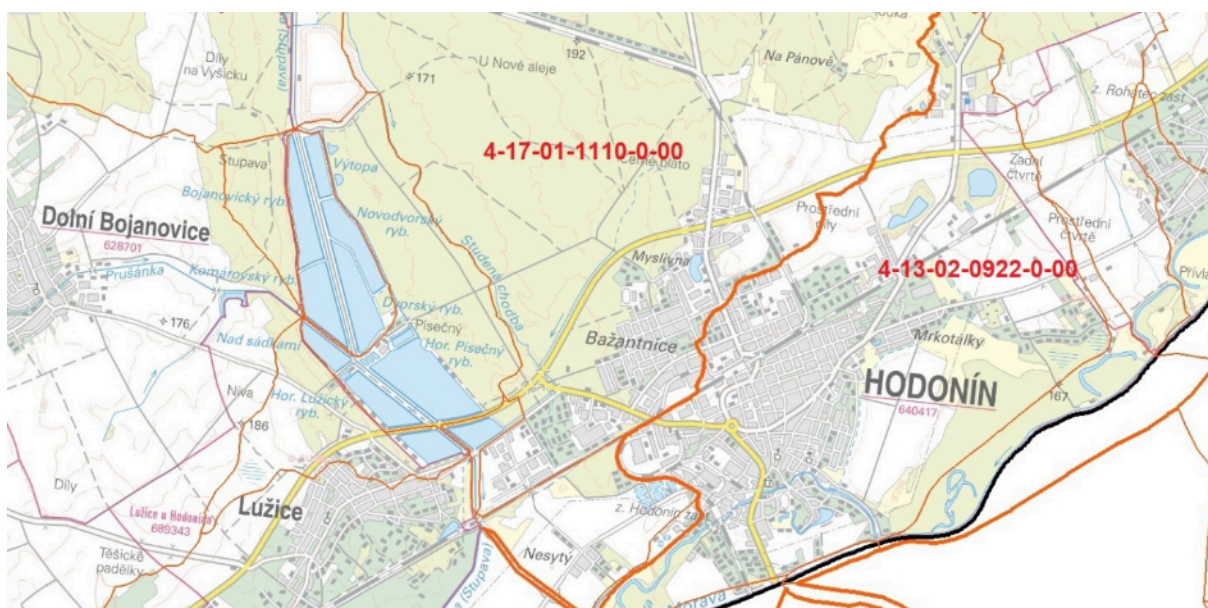 Díly
na Vyšicku
(Stupava)
171
192
U Nové aleje
Na Pánově
z. Rohatec zast.
4-17-01-1110-0-00
Černé bláto
Stupava
Výtopa
Bojanovický ryb.
Novodvorský
ryb.
Zadní
čtvrtě
Prostřední
díly
Prostřední
čtvrtě
Dolní Bojanovice
628701
Studená chodba
Myslivna
4-13-02-0922-0-00
Prušánka
Komárovský ryb.
Dvorský ryb.
Písečný
Hor. Písečný
ryb.
176
Nad sádkami
Bažantnice
Mrkotálky
Niva
Hor. Lužický
ryb.
HODONÍN
640417
167
186
Díly
Lužice
Lužice u Hodonína
689343
z. Hodonín za
Těšické
padělky
Nesytý
(Stupava)
Morava